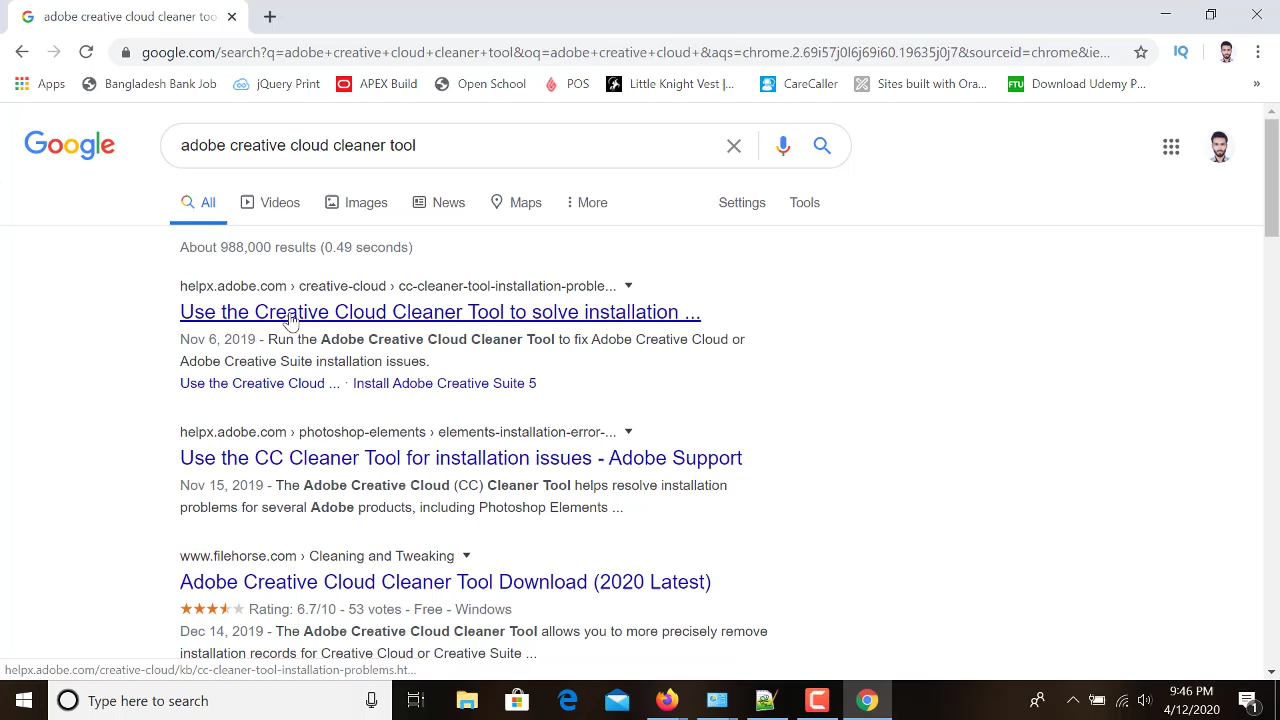 adobe creative cloud cleaner too
google.com/search?q=adobe+creative+cloud+cleaner+tool&oq=adobe+creative+cloud+&aqs=chrome.2.69i57j0l6j69i60.19635j0j7&sourceid=chrome&ie...
IQ
Apps Bangladesh Bank Job jQuery Print APEX Build Open School POS Little Knight Vest |... CareCaller Sites built with Ora... FTU Download Udemy P... »
Google
adobe creative cloud cleaner tool
All Videos Images News Maps More Settings Tools
About 988,000 results (0.49 seconds)
helpx.adobe.com › creative-cloud › cc-cleaner-tool-installation-proble...
Use the Creative Cloud Cleaner Tool to solve installation ...
Nov 6, 2019 - Run the Adobe Creative Cloud Cleaner Tool to fix Adobe Creative Cloud or
Adobe Creative Suite installation issues.
Use the Creative Cloud ... · Install Adobe Creative Suite 5
helpx.adobe.com › photoshop-elements › elements-installation-error-...
Use the CC Cleaner Tool for installation issues - Adobe Support
Nov 15, 2019 - The Adobe Creative Cloud (CC) Cleaner Tool helps resolve installation
problems for several Adobe products, including Photoshop Elements ...
www.filehorse.com › Cleaning and Tweaking
Adobe Creative Cloud Cleaner Tool Download (2020 Latest)
Rating: 6.7/10 - 53 votes - Free - Windows
Dec 14, 2019 - The Adobe Creative Cloud Cleaner Tool allows you to more precisely remove
installation records for Creative Cloud or Creative Suite ...
helpx.adobe.com/creative-cloud/kb/cc-cleaner-tool-installation-problems.ht...
Type here to search
9:46 PM
4/12/2020
1